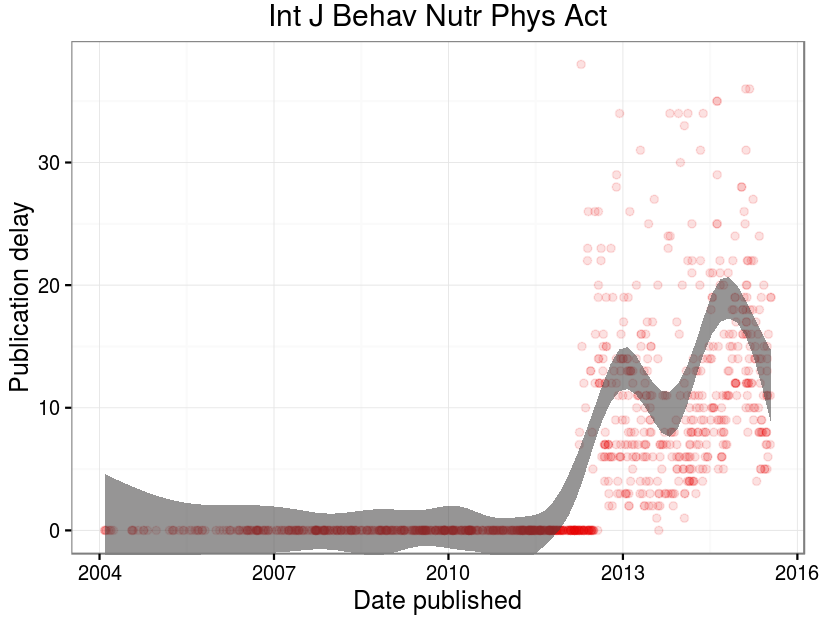 Int J Behav Nutr Phys Act
Publication delay
30
20
10
0
2004 2007 2010 2013 2016
Date published